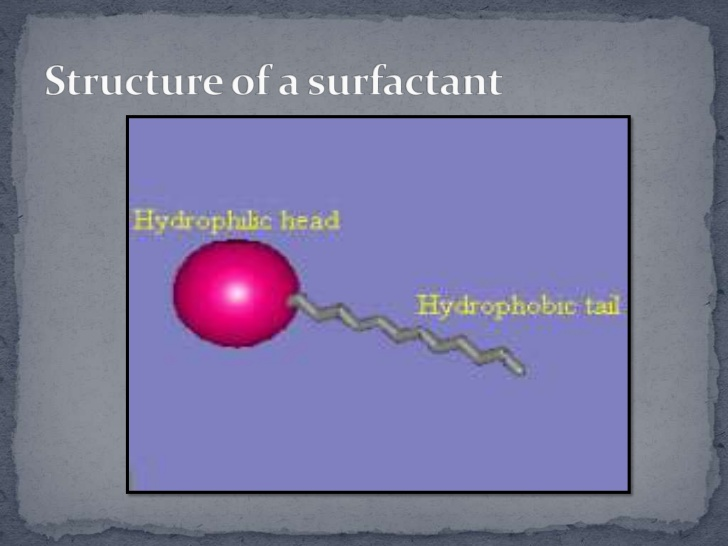 Structure of a surfactant
Hydrophilic head
Hydrophobic tail